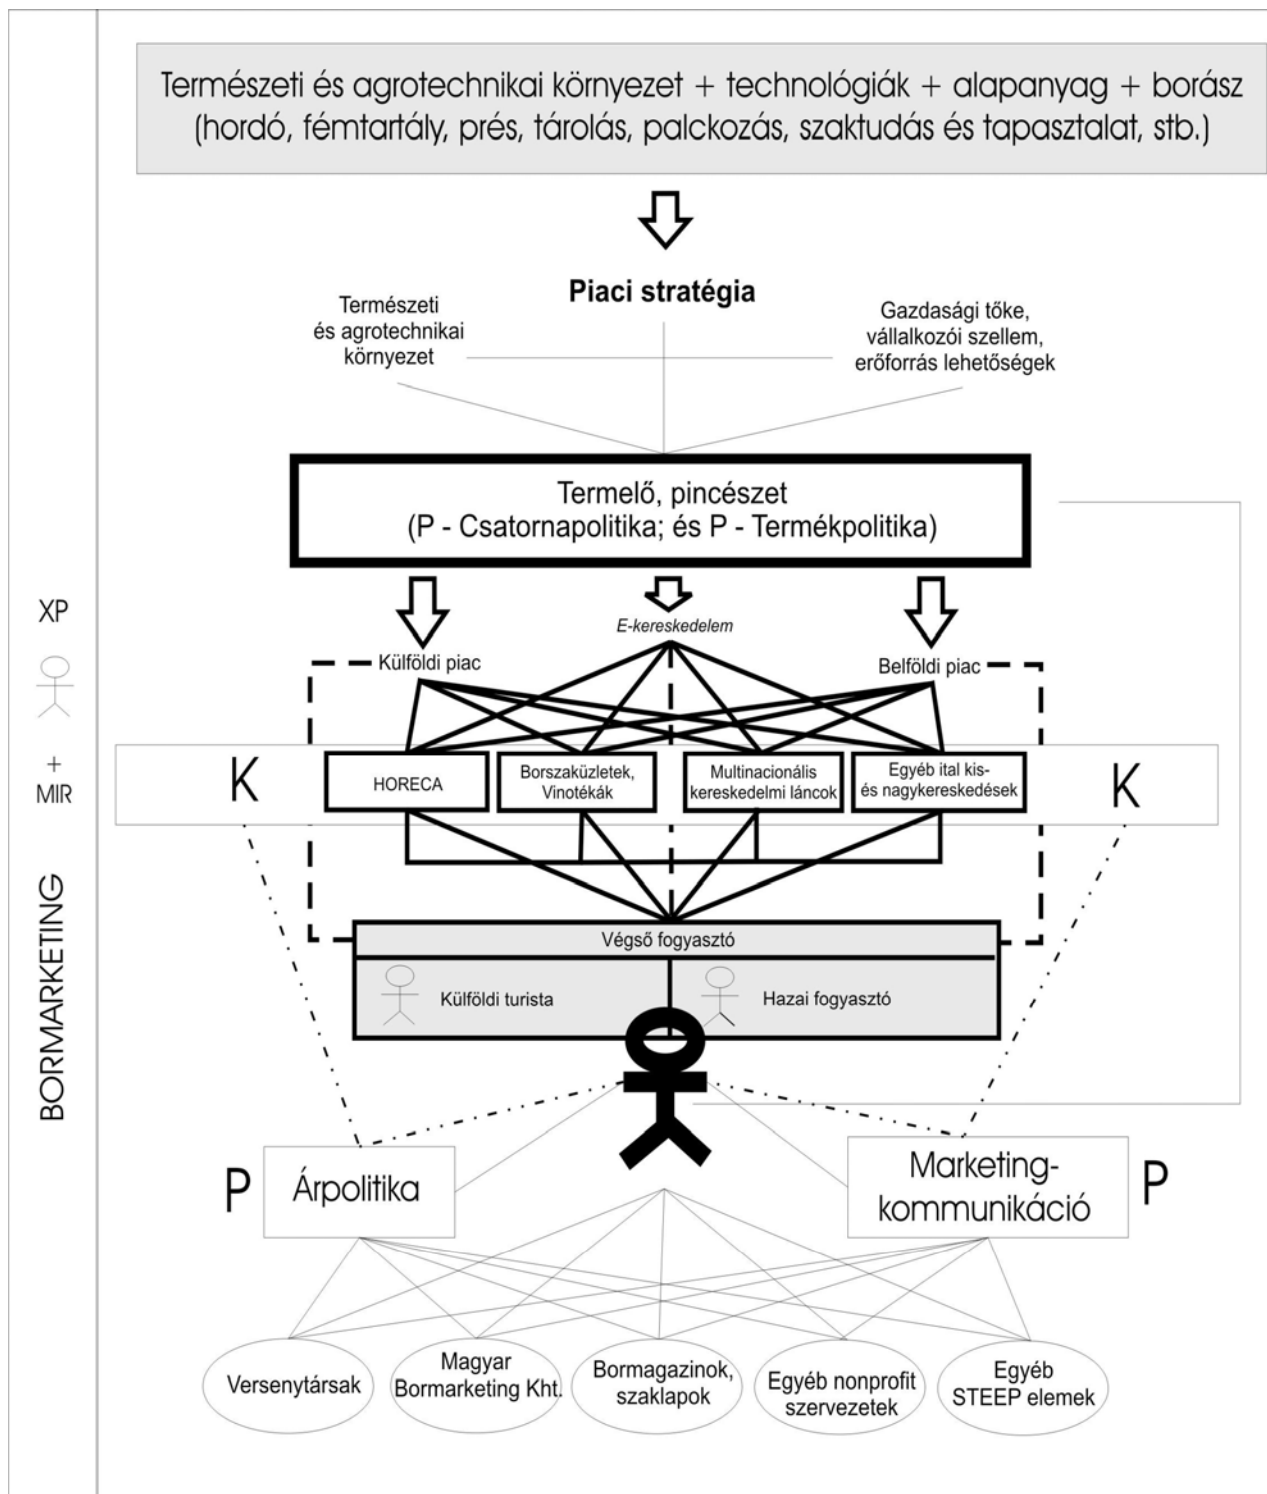 Természeti és agrotechnikai környezet + technológiák + alapanyag + borász
(hordó, fémtartály, prés, tárolás, palckozás, szaktudás és tapasztalat, stb.)
Piaci stratégia
Természeti
és agrotechnikai
környezet
Gazdasági tőke,
vállalkozói szellem,
erőforrás lehetőségek
Termelő, pincészet
(P - Csatornapolitika; és P - Termékpolitika)
E-kereskedelem
Külföldi piac
Belföldi piac
K
HORECA
Borszaküzletek,
Vinotékák
Multinacionális
kereskedelmi láncok
Egyéb ital kis-
és nagykereskedések
K
Végső fogyasztó
Külföldi turista
Hazai fogyasztó
P
Árpolitika
Marketing-
kommunikáció
P
Versenytársak
Magyar
Bormarketing Kht.
Bormagazinok,
szaklapok
Egyéb nonprofit
szervezetek
Egyéb
STEEP elemek
XP
+
MIR
BORMARKETING